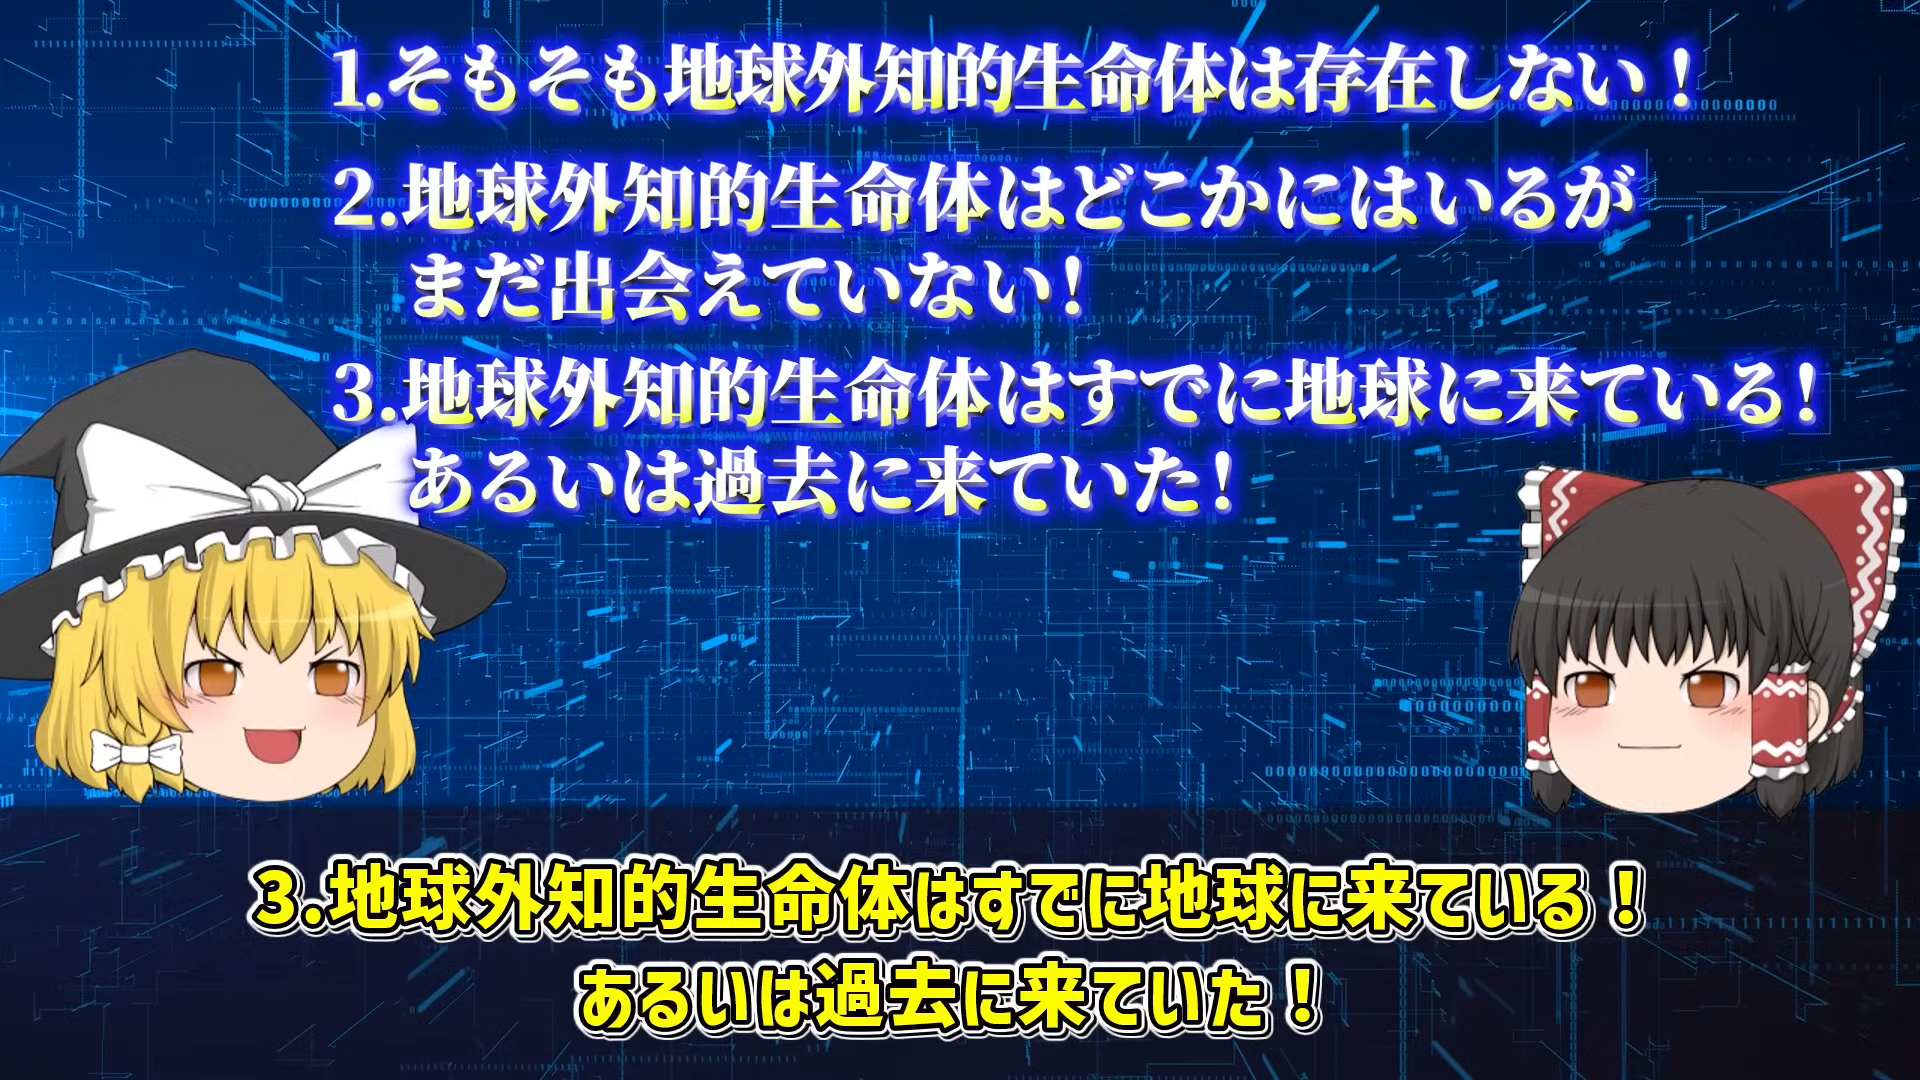 1.そもそも地球外知的生命体は存在しない！
2.地球外知的生命体はどこかにはいるが
まだ出会えていない!
3.地球外知的生命体はすでに地球に来ている!
あるいは過去に来ていた!
3.地球外知的生命体はすでに地球に来ている！
あるいは過去に来ていた！